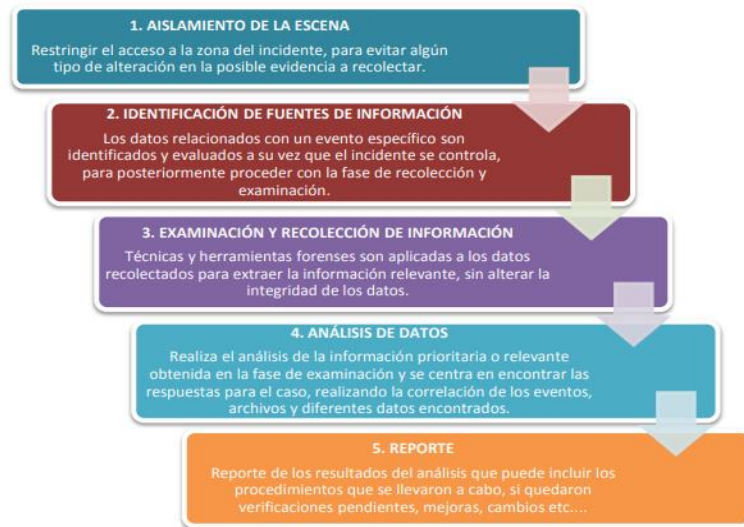 1. AISLAMIENTO DE LA ESCENA
Restringir el acceso a la zona del incidente, para evitar algún
tipo de alteración en la posible evidencia a recolectar.
2. IDENTIFICACIÓN DE FUENTES DE INFORMACIÓN
Los datos relacionados con un evento específico son
identificados y evaluados a su vez que el incidente se controla,
para posteriormente proceder con la fase de recolección y
examinación.
3. EXAMINACIÓN Y RECOLECCIÓN DE INFORMACIÓN
Técnicas y herramientas forenses son aplicadas a los datos
recolectados para extraer la información relevante, sin alterar la
integridad de los datos.
4. ANÁLISIS DE DATOS
Realiza el análisis de la información prioritaria o relevante
obtenida en la fase de examinación y se centra en encontrar las
respuestas para el caso, realizando la correlación de los eventos,
archivos y diferentes datos encontrados.
5. REPORTE
Reporte de los resultados del análisis que puede incluir los
procedimientos que se llevaron a cabo, si quedaron
verificaciones pendientes, mejoras, cambios etc....